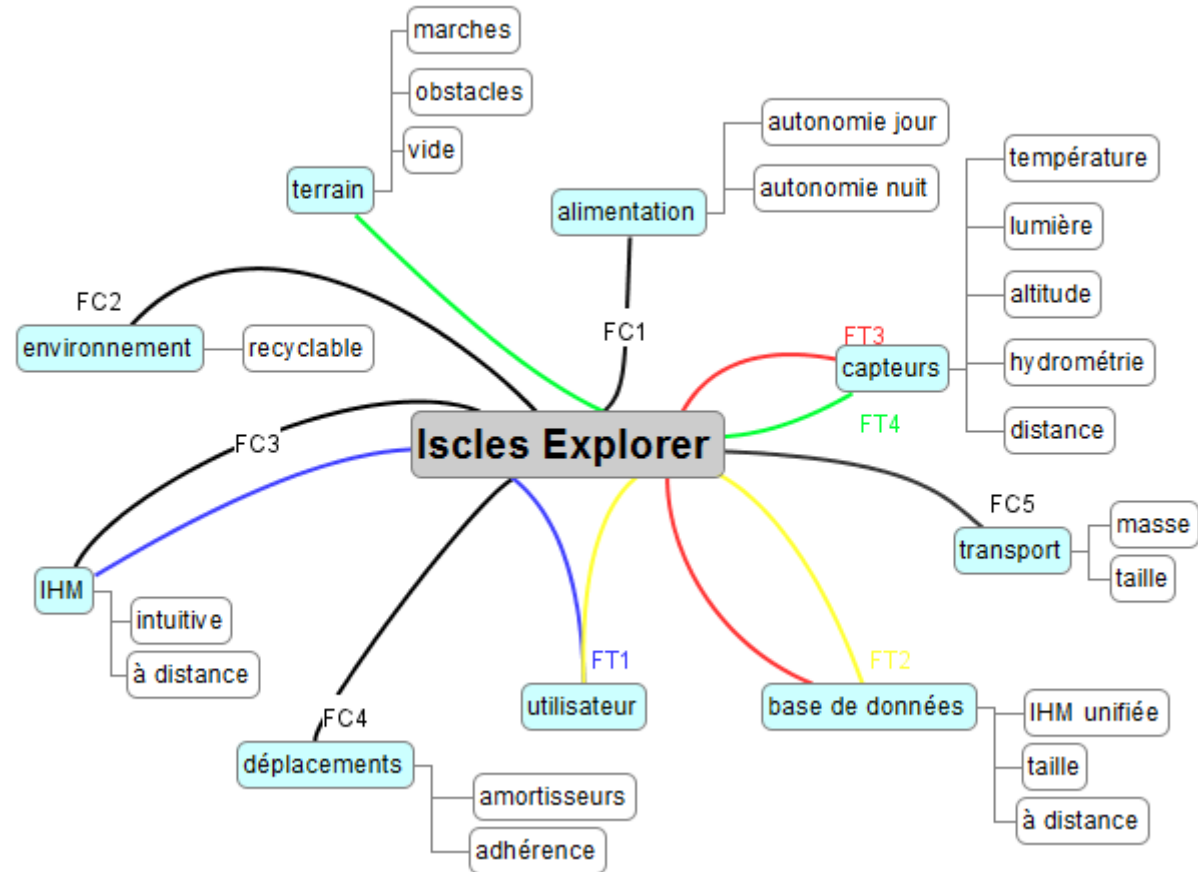 marches
obstacles
vide
terrain
autonomie jour
autonomie nuit
alimentation
température
lumière
altitude
hydrométrie
distance
FC2
environnement
recyclable
FC1
FT3
capteurs
FT4
FC3
Iscles Explorer
FC5
transport
masse
taille
IHM
intuitive
à distance
FT1
utilisateur
FT2
base de données
IHM unifiée
taille
à distance
FC4
déplacements
amortisseurs
adhérence